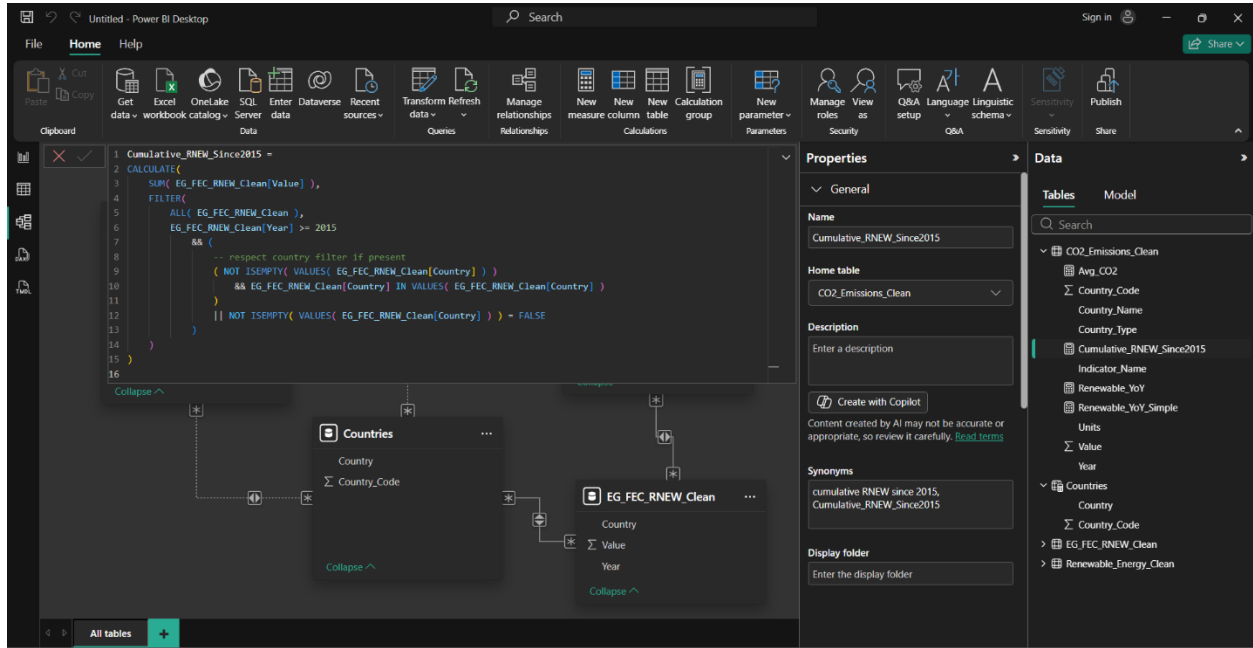 Untitled - Power BI Desktop
Search
Sign in
File
Home
Help
Share
Paste
Cut
Copy
Get data
Excel workbook
OneLake catalog
SQL Server
Enter data
Dataverse
Recent sources
Transform data
Refresh
Manage relationships
New measure
New column
New table
Calculation group
New parameter
Manage roles
View as
Q&A setup
Language
Linguistic schema
Sensitivity
Publish
Clipboard
Data
Queries
Relationships
Calculations
Parameters
Security
Q&A
Sensitivity
Share
DAX
TMDL
1 Cumulative_RNEW_Since2015 =
2 CALCULATE(
3 SUM( EG_FEC_RNEW_Clean[Value] ),
4 FILTER(
5 ALL( EG_FEC_RNEW_Clean ),
6 EG_FEC_RNEW_Clean[Year] >= 2015
7 && (
8 -- respect country filter if present
9 ( NOT ISEMPTY( VALUES( EG_FEC_RNEW_Clean[Country] ) )
10 && EG_FEC_RNEW_Clean[Country] IN VALUES( EG_FEC_RNEW_Clean[Country] )
11 )
12 || NOT ISEMPTY( VALUES( EG_FEC_RNEW_Clean[Country] ) ) = FALSE
13 )
14 )
15 )
16
Collapse
Collapse
Countries
Country
Σ Country_Code
Collapse
EG_FEC_RNEW_Clean
Country
Σ Value
Year
Collapse
All tables
Properties
General
Name
Cumulative_RNEW_Since2015
Home table
CO2_Emissions_Clean
Description
Enter a description
Create with Copilot
Content created by AI may not be accurate or
appropriate, so review it carefully. Read terms
Synonyms
cumulative RNEW since 2015,
Cumulative_RNEW_Since2015
Display folder
Enter the display folder
Data
Tables
Model
Search
CO2_Emissions_Clean
Avg_CO2
Σ Country_Code
Country_Name
Country_Type
Cumulative_RNEW_Since2015
Indicator_Name
Renewable_YoY
Renewable_YoY_Simple
Units
Σ Value
Year
Countries
Country
Σ Country_Code
EG_FEC_RNEW_Clean
Renewable_Energy_Clean